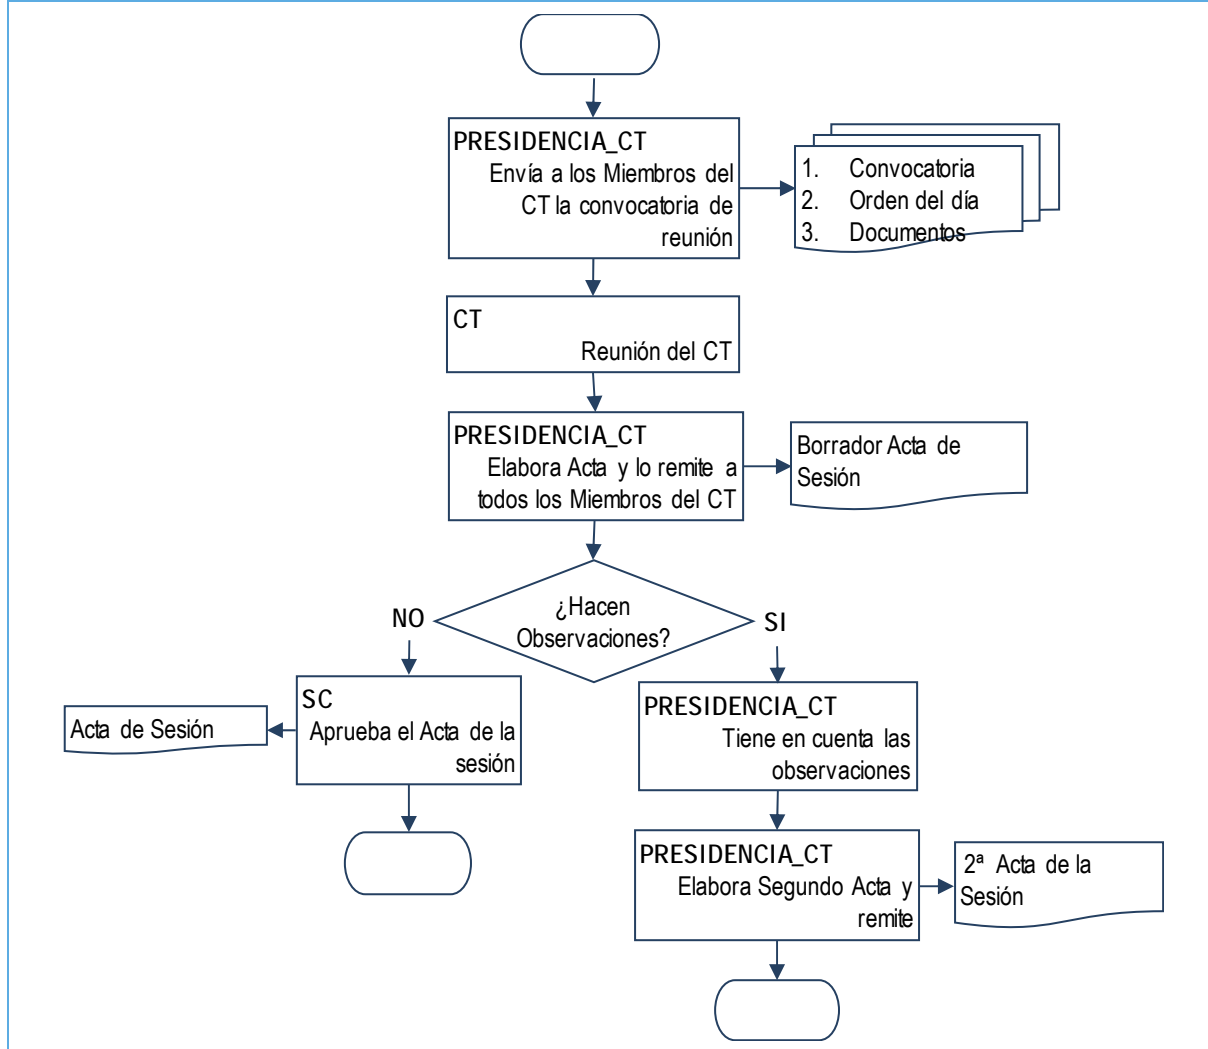 PRESIDENCIA_CT
Envía a los Miembros del
CT la convocatoria de
reunión
1. Convocatoria
2. Orden del día
3. Documentos
CT
Reunión del CT
PRESIDENCIA_CT
Elabora Acta y lo remite a
todos los Miembros del CT
Borrador Acta de
Sesión
¿Hacen
Observaciones?
NO
SI
SC
Aprueba el Acta de la
sesión
Acta de Sesión
PRESIDENCIA_CT
Tiene en cuenta las
observaciones
PRESIDENCIA_CT
Elabora Segundo Acta y
remite
2ª Acta de la
Sesión